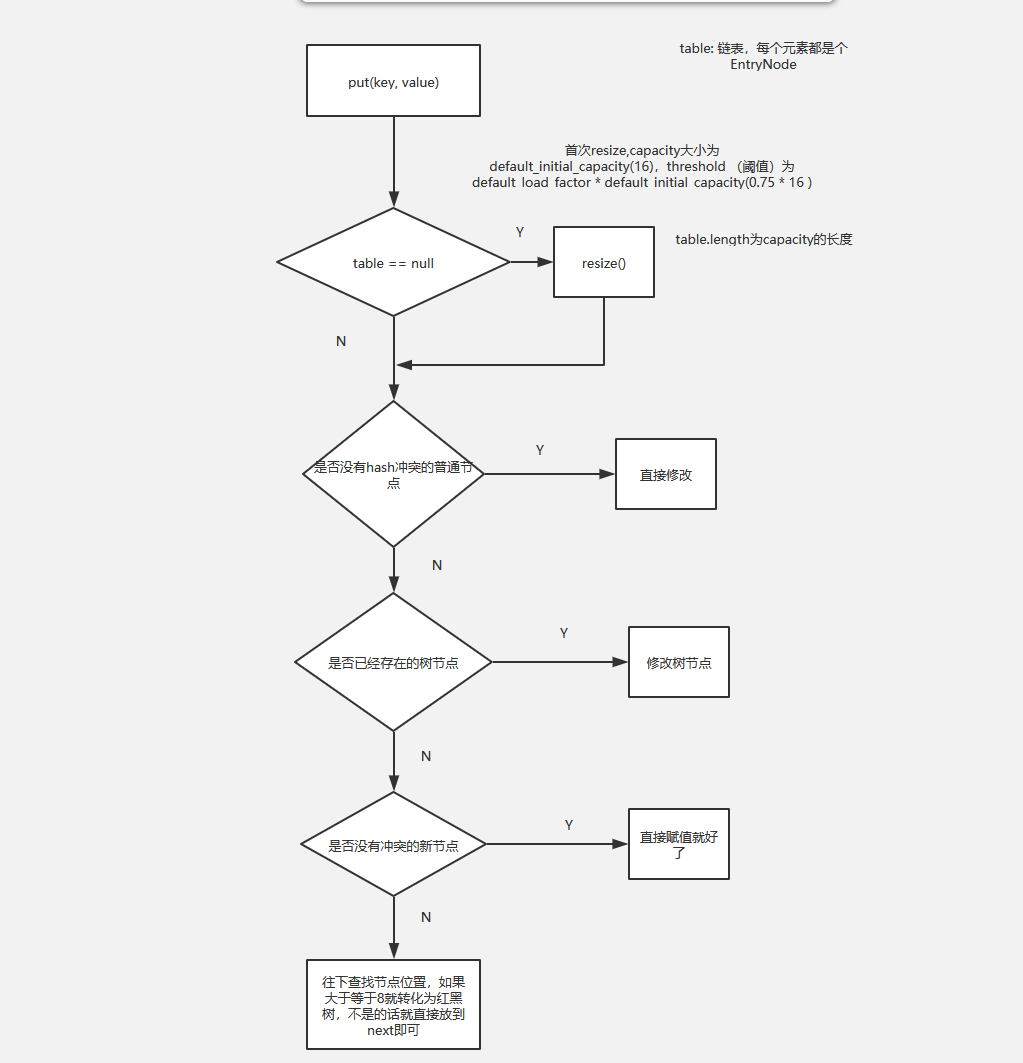 table: 链表，每个元素都是个
EntryNode
put(key, value)
首次resize,capacity大小为
default_initial_capacity(16)，threshold （阈值）为
default load factor * default initial capacity(0.75 * 16 )
Y
table.length为capacity的长度
table == null
resize()
N
Y
是否没有hash冲突的普通节
点
直接修改
N
Y
是否已经存在的树节点
修改树节点
N
Y
是否没有冲突的新节点
直接赋值就好
了
N
往下查找节点位置，如果
大于等于8就转化为红黑
树，不是的话就直接放到
next即可